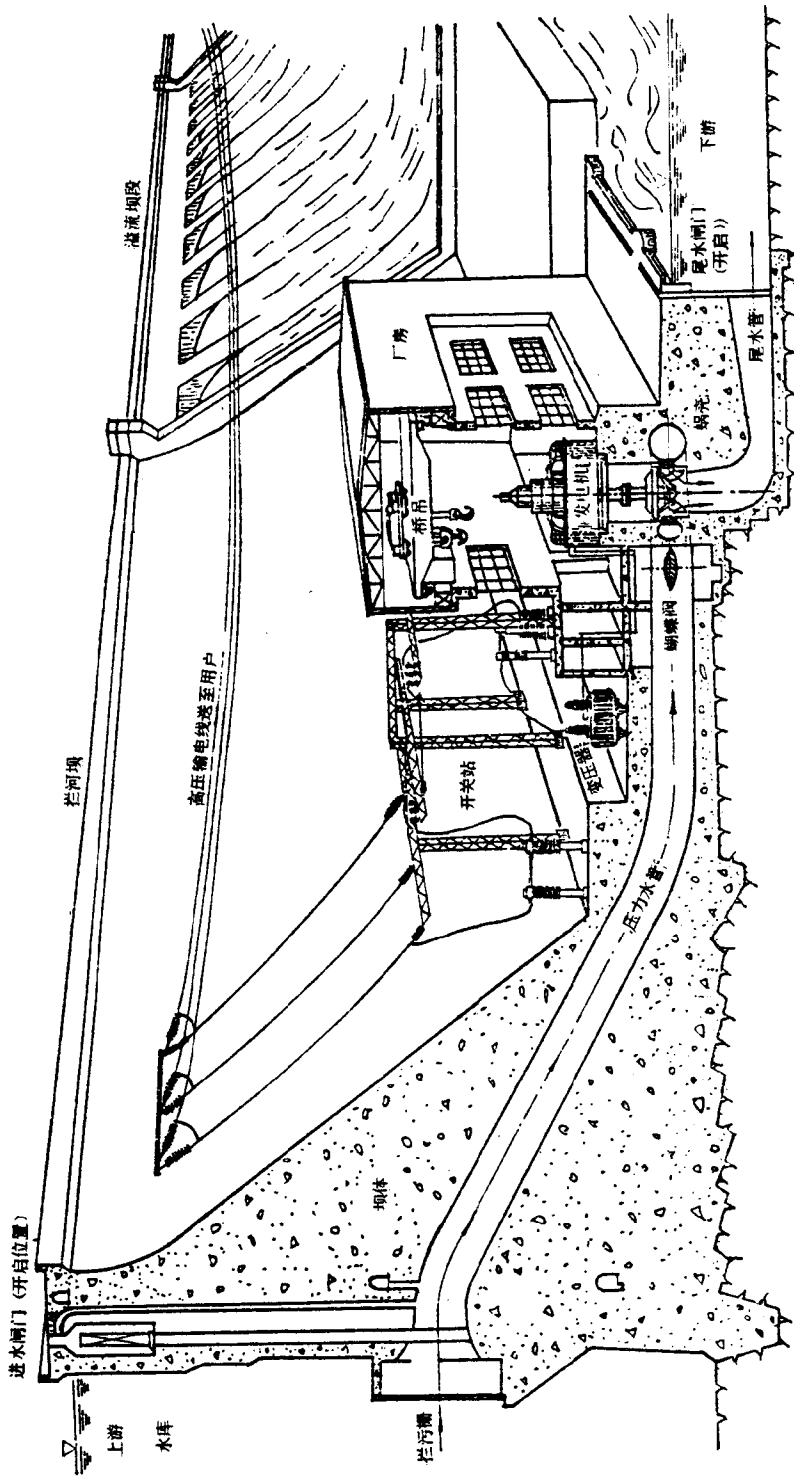 进水闸门(开启位置)
上游
水库
拦污栅
坝体
拦河坝
溢流坝段
高压输电线送至用户
开关站
变压器
压力水管
蝴蝶阀
桥吊
厂房
发电机
蜗壳
尾水管
尾水闸门
(开启))
下游